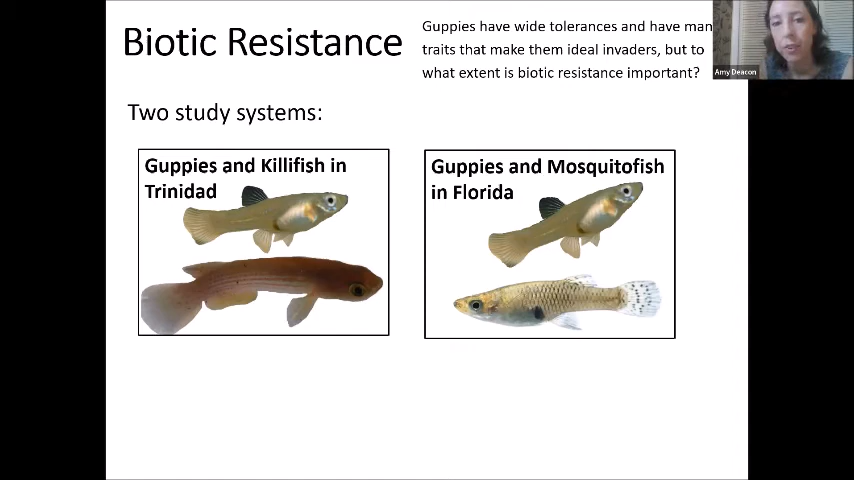 Biotic Resistance
Guppies have wide tolerances and have
traits that make them ideal invaders, but to
what extent is biotic resistance important?
Amy Deacon
Two study systems:
Guppies and Killifish in
Trinidad
Guppies and Mosquitofish
in Florida